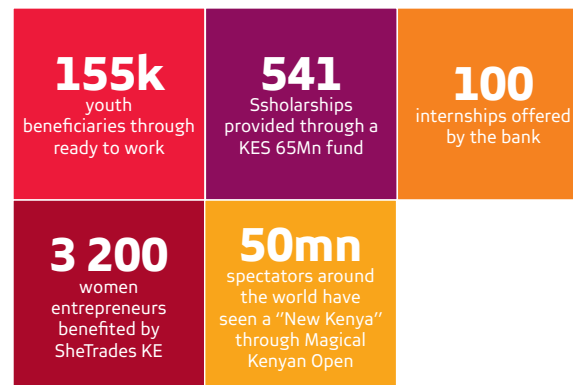 155k
youth
beneficiaries through
ready to work
541
Ssholarships
provided through a
KES 65Mn fund
100
internships offered
by the bank
3 200
women
entrepreneurs
benefited by
SheTrades KE
50mn
spectators around
the world have
seen a “New Kenya”
through Magical
Kenyan Open